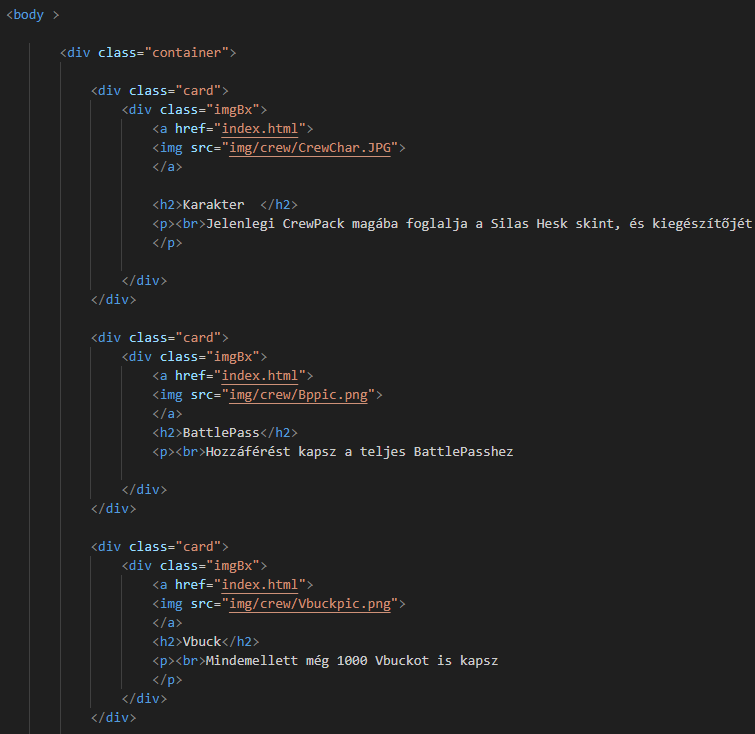 <body >
<div class="container">
<div class="card">
<div class="imgBx">
<a href="index.html">
<img src="img/crew/CrewChar.JPG">
</a>
<h2>Karakter  </h2>
<p><br>Jelenlegi CrewPack magába foglalja a Silas Hesk skint, és kiegészítőjét
</p>
</div>
</div>
<div class="card">
<div class="imgBx">
<a href="index.html">
<img src="img/crew/Bppic.png">
</a>
<h2>BattlePass</h2>
<p><br>Hozzáférést kapsz a teljes BattlePasshez
</div>
</div>
<div class="card">
<div class="imgBx">
<a href="index.html">
<img src="img/crew/Vbuckpic.png">
</a>
<h2>Vbuck</h2>
<p><br>Mindemellett még 1000 Vbuckot is kapsz
</p>
</div>
</div>